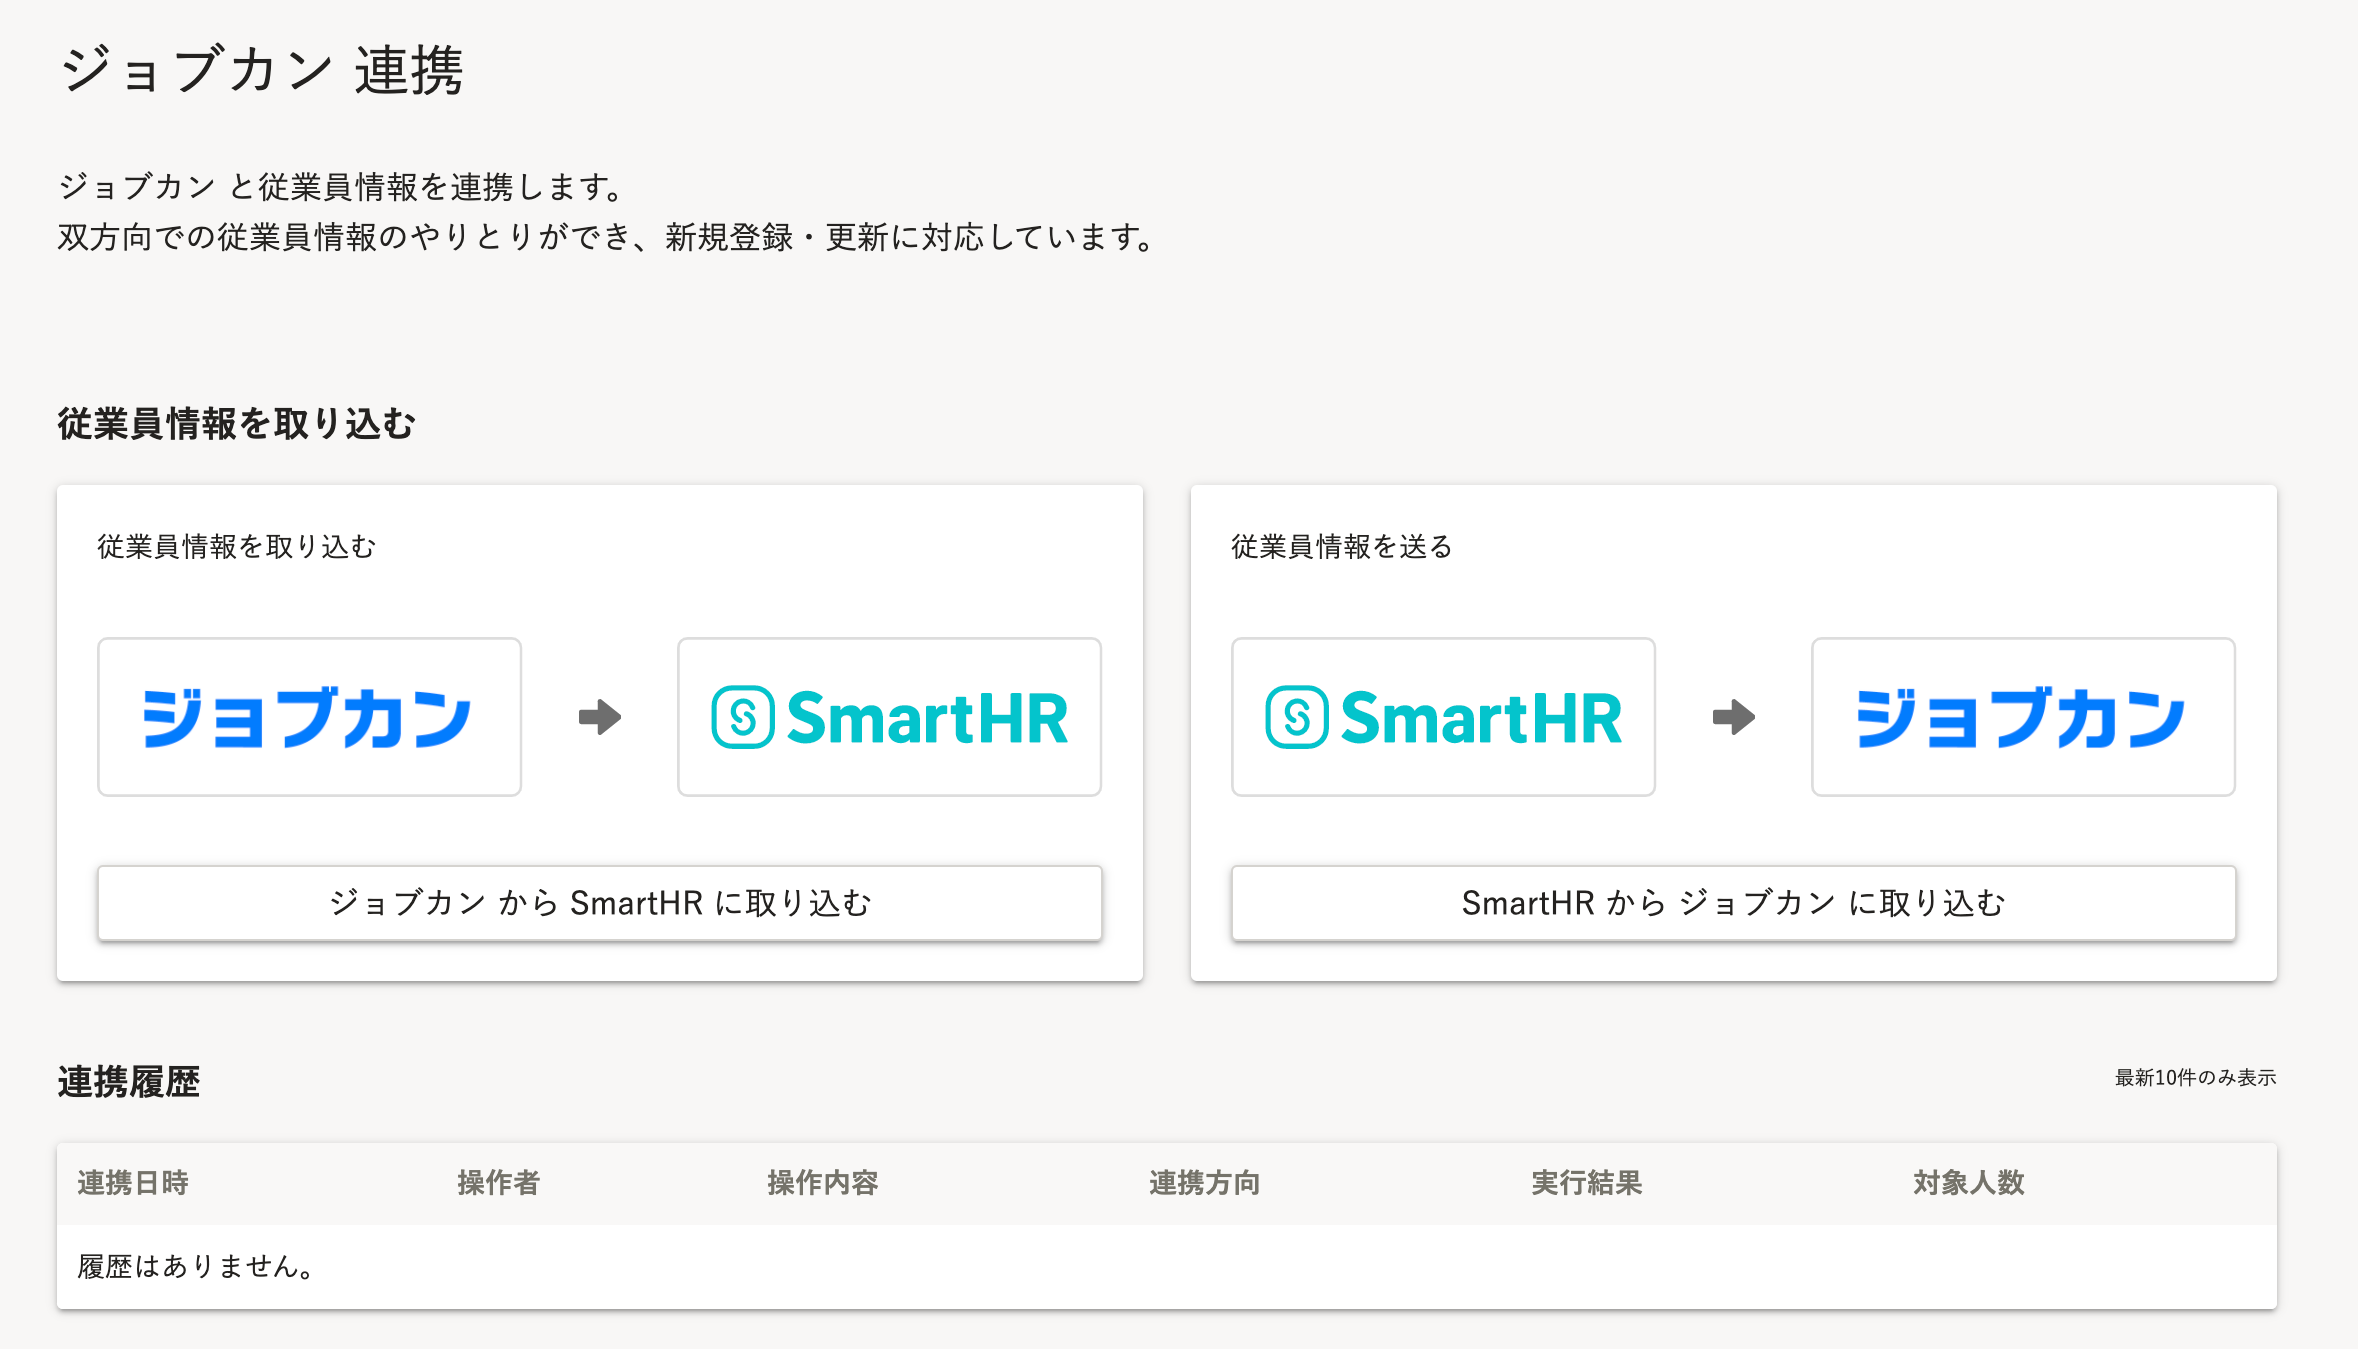 ジョブカン 連携
ジョブカン と従業員情報を連携します。
双方向での従業員情報のやりとりができ、新規登録・更新に対応しています。
従業員情報を取り込む
従業員情報を取り込む
ジョブカン
SmartHR
ジョブカン から SmartHR に取り込む
従業員情報を送る
SmartHR
ジョブカン
SmartHR から ジョブカン に取り込む
連携履歴
最新10件のみ表示
連携日時 操作者 操作内容 連携方向 実行結果 対象人数
履歴はありません。